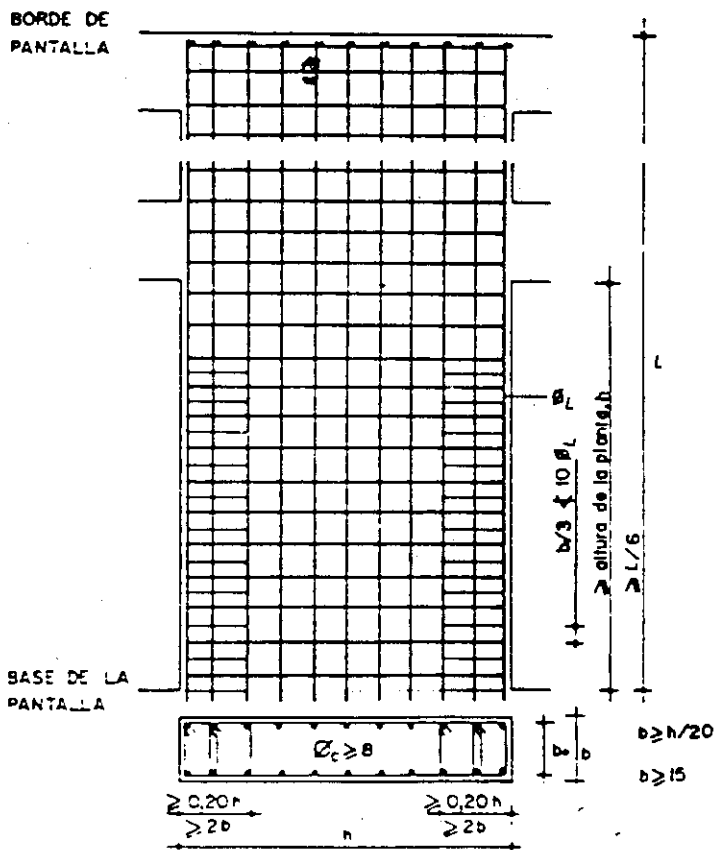 BORDE DE
PANTALLA
L
Ø_L
b/3 ≮ 10 Ø_L
≥ altura de la planta, h
≥ L/6
BASE DE LA
PANTALLA
Ø_c ≥ 8
b
b ≥ h/20
b ≥ 15
≥ 0,20 h
≥ 2b
≥ 0,20 h
≥ 2b
h